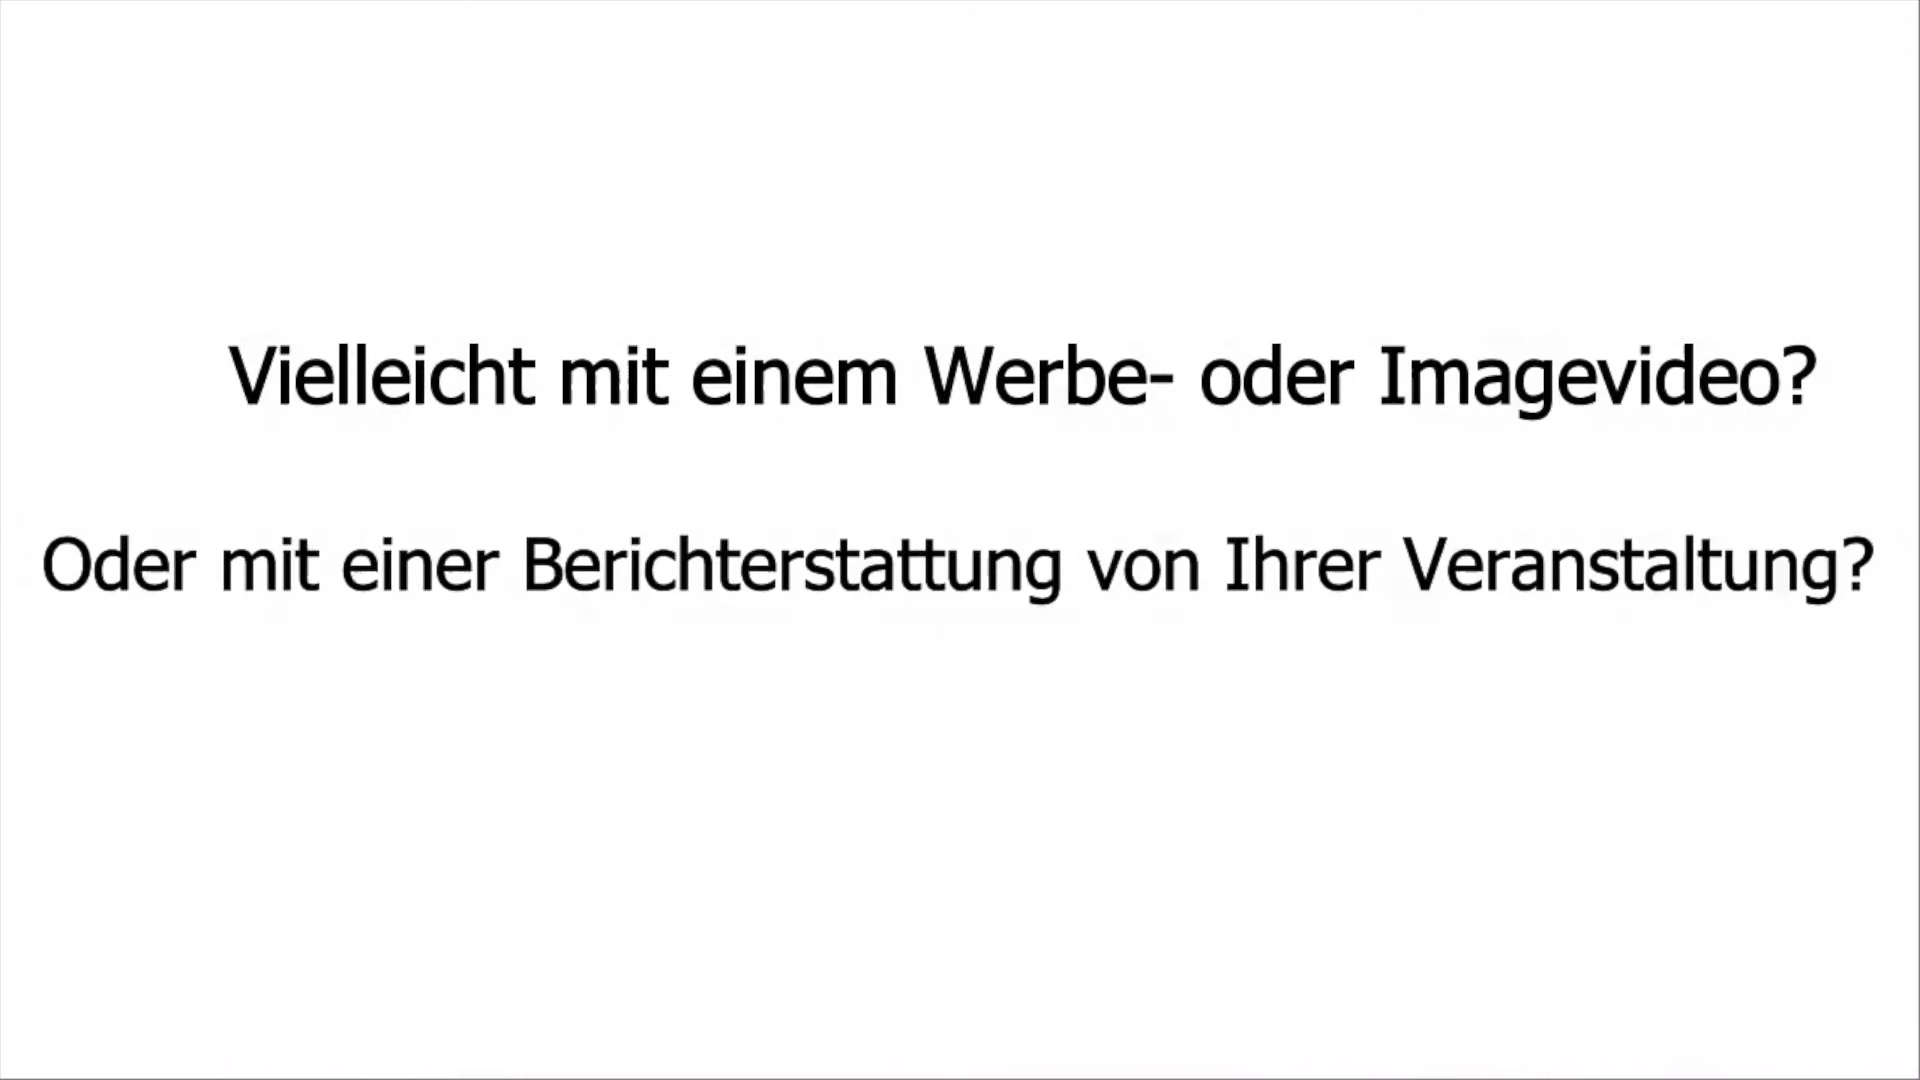 Vielleicht mit einem Werbe- oder Imagevideo?
Oder mit einer Berichterstattung von Ihrer Veranstaltung?